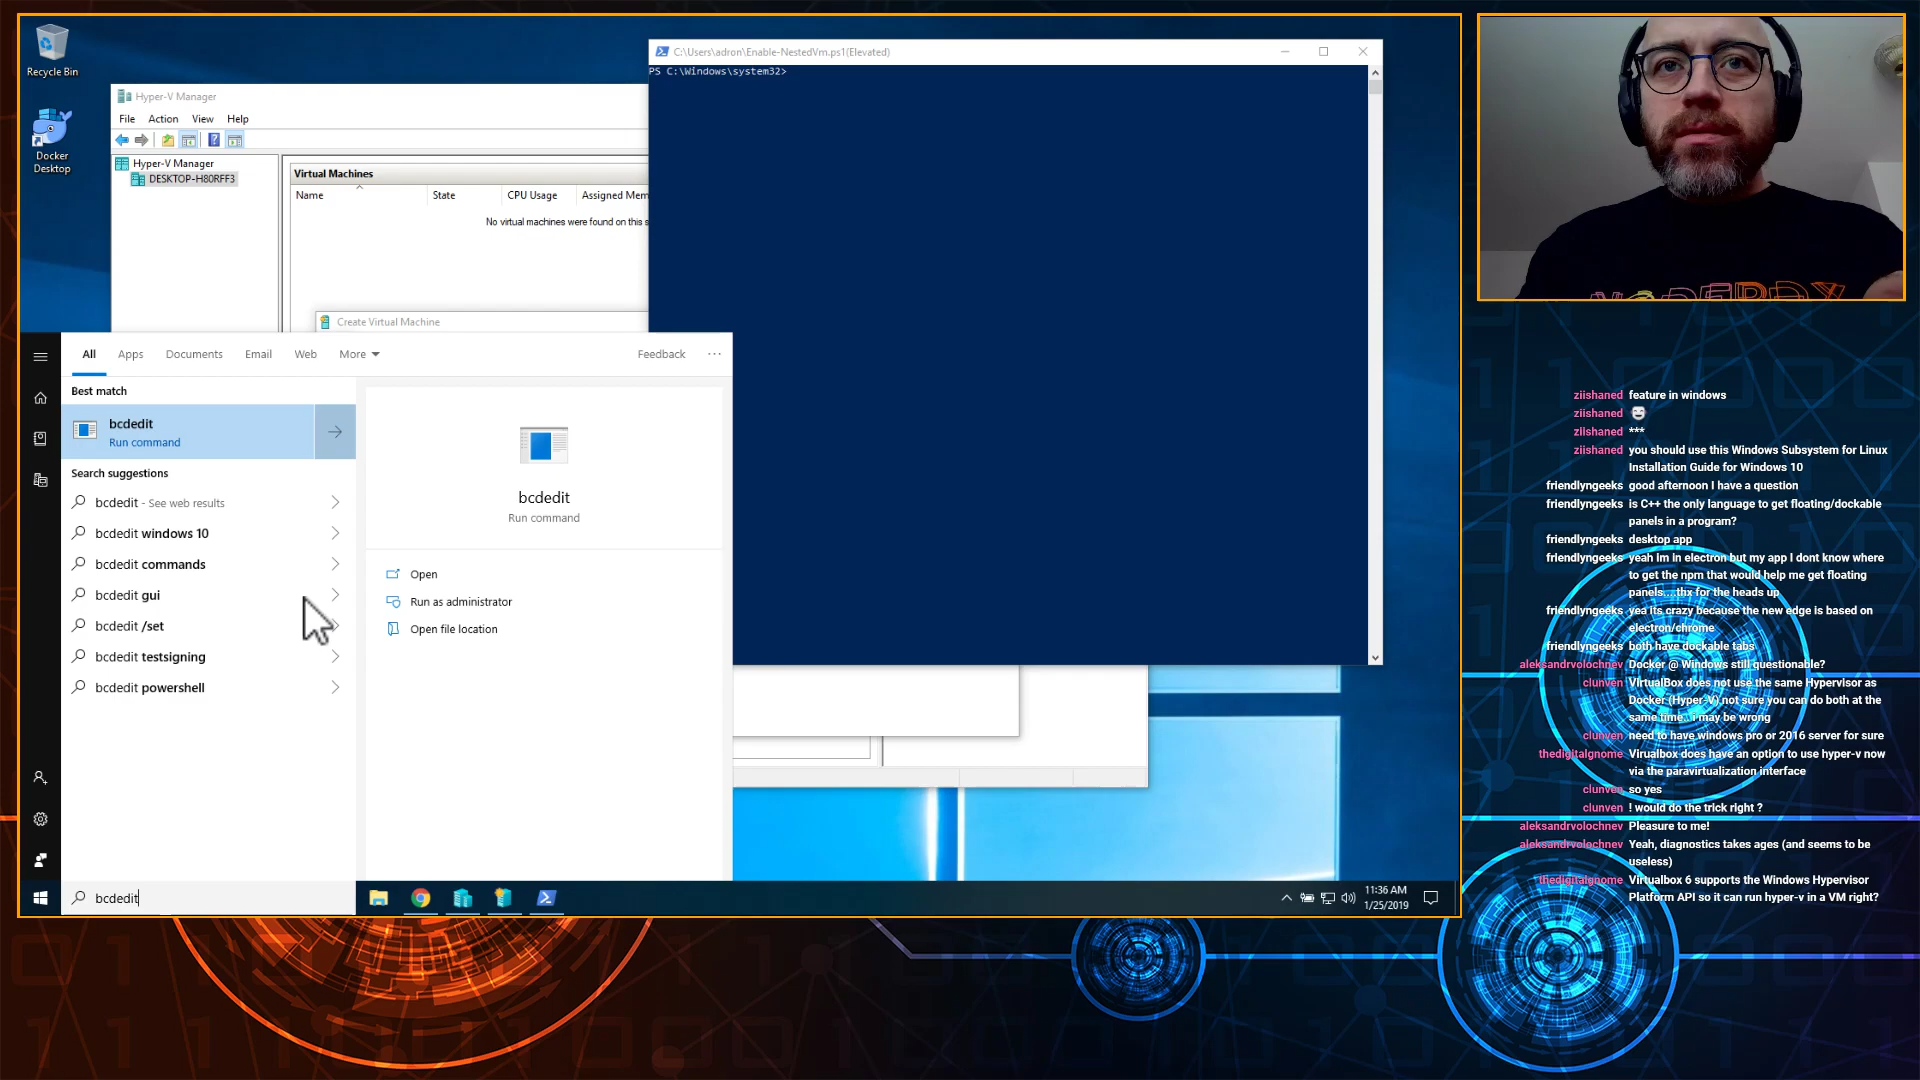 Recycle Bin
Docker
Desktop
Hyper-V Manager
File Action View Help
Hyper-V Manager
DESKTOP-H80RFF3
Virtual Machines
Name State CPU Usage Assigned Mem
No virtual machines were found on this s
Create Virtual Machine
C:\Users\adron\Enable-NestedVm.ps1(Elevated)
PS C:\Windows\system32>
All Apps Documents Email Web More Feedback
Best match
bcdedit
Run command
Search suggestions
bcdedit - See web results
bcdedit windows 10
bcdedit commands
bcdedit gui
bcdedit /set
bcdedit testsigning
bcdedit powershell
bcdedit
Run command
Open
Run as administrator
Open file location
bcdedit
11:36 AM
1/25/2019
ziishaned feature in windows
ziishaned
ziishaned ***
ziishaned you should use this Windows Subsystem for Linux
Installation Guide for Windows 10
friendlyngeeks good afternoon I have a question
friendlyngeeks is C++ the only language to get floating/dockable
panels in a program?
friendlyngeeks desktop app
friendlyngeeks yeah Im in electron but my app I dont know where
to get the npm that would help me get floating
panels....thx for the heads up
friendlyngeeks yea its crazy because the new edge is based on
electron/chrome
friendlyngeeks both have dockable tabs
aleksandrvolochnev Docker @ Windows still questionable?
clunven VirtualBox does not use the same Hypervisor as
Docker (Hyper-V) not sure you can do both at the
same time.. i may be wrong
clunven need to have windows pro or 2016 server for sure
thedigitalgnome Virualbox does have an option to use hyper-v now
via the paravirtualization interface
clunven so yes
clunven ! would do the trick right ?
aleksandrvolochnev Pleasure to me!
aleksandrvolochnev Yeah, diagnostics takes ages (and seems to be
useless)
thedigitalgnome Virtualbox 6 supports the Windows Hypervisor
Platform API so it can run hyper-v in a VM right?